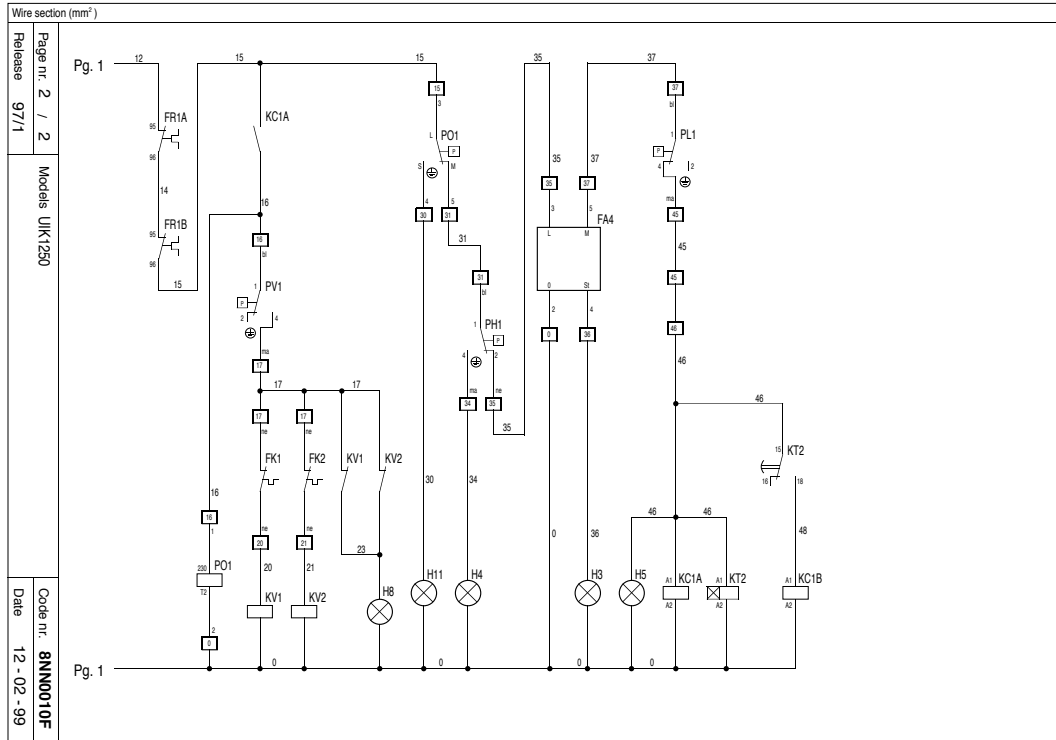 Wire section (mm²)
Page nr. 2 / 2
Release 97/1
Models UIK1250
Code nr. 8NN0010F
Date 12 - 02 - 99
Pg. 1
12
15
15
35
37
15
3
37
bl
95
FR1A
96
KC1A
L
PO1
P
S
M
1
PL1
P
4
2
35
37
35
37
14
16
4
5
30
31
3
5
FA4
L
M
ma
45
95
FR1B
96
15
16
bl
31
31
bl
45
45
0
St
2
4
0
36
1
PV1
P
2
4
1
PH1
P
4
2
46
46
ma
17
17
17
ma
ne
34
35
35
46
17
ne
17
ne
15
KT2
16
18
FK1
FK2
KV1
KV2
30
34
16
16
1
ne
20
ne
21
23
0
36
46
46
48
230
PO1
T2
20
21
H8
H11
H4
H3
H5
A1
KC1A
A2
A1
KT2
A2
A1
KC1B
A2
KV1
KV2
2
0
Pg. 1
0
0
0
0